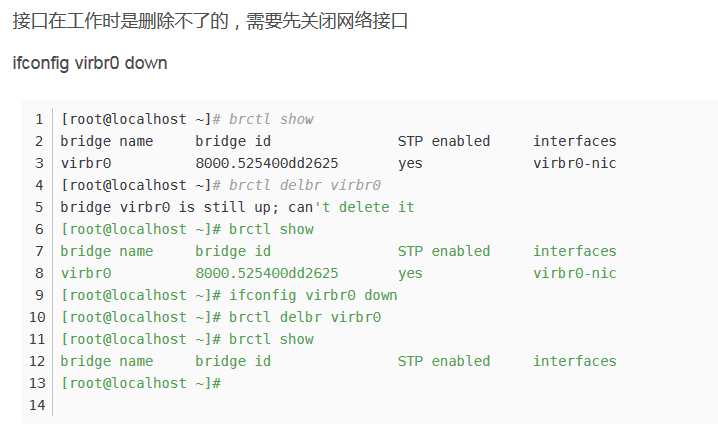 接口在工作时是删除不了的，需要先关闭网络接口
ifconfig virbr0 down
1 [root@localhost ~]# brctl show
2 bridge name     bridge id               STP enabled     interfaces
3 virbr0          8000.525400dd2625       yes             virbr0-nic
4 [root@localhost ~]# brctl delbr virbr0
5 bridge virbr0 is still up; can't delete it
6 [root@localhost ~]# brctl show
7 bridge name     bridge id               STP enabled     interfaces
8 virbr0          8000.525400dd2625       yes             virbr0-nic
9 [root@localhost ~]# ifconfig virbr0 down
10 [root@localhost ~]# brctl delbr virbr0
11 [root@localhost ~]# brctl show
12 bridge name     bridge id               STP enabled     interfaces
13 [root@localhost ~]#
14